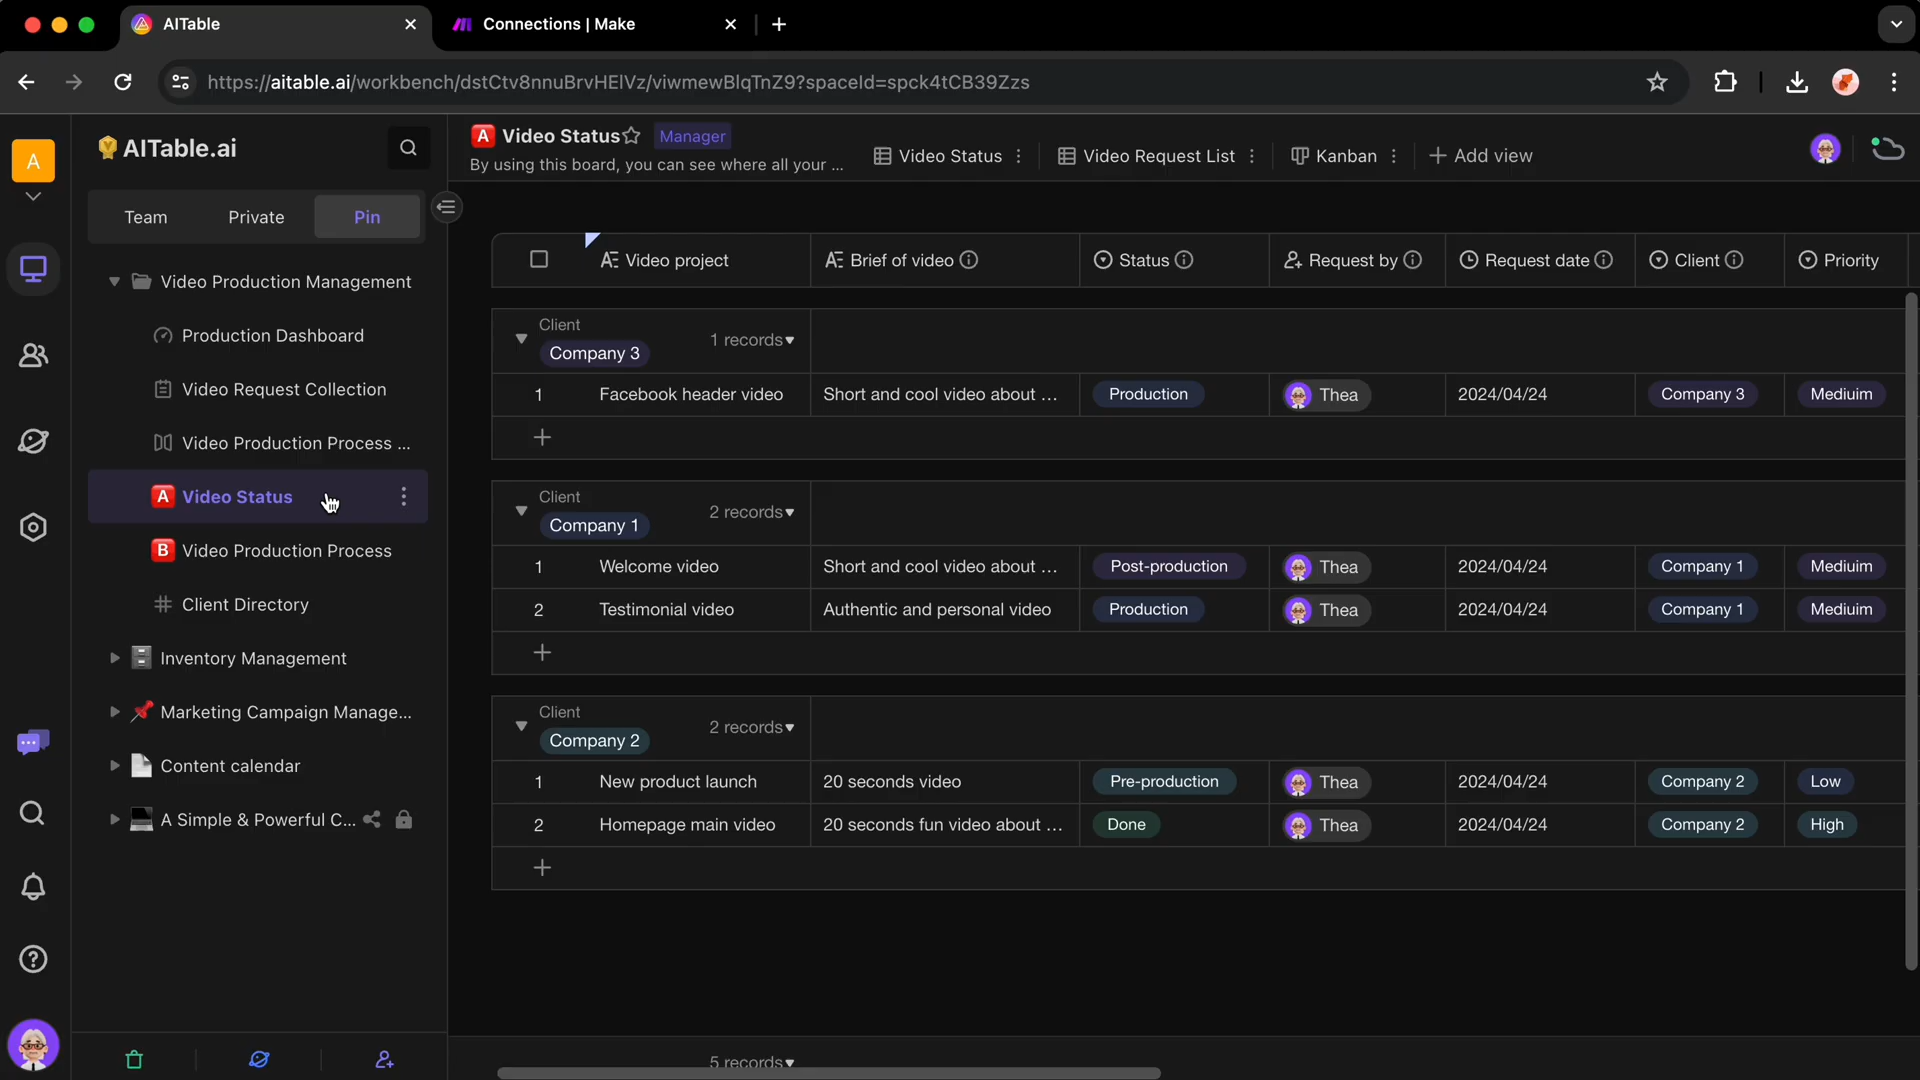 AITable
Connections | Make
https://aitable.ai/workbench/dstCtv8nnuBrvHElVz/viwmewBlqTnZ9?spaceId=spck4tCB39Zzs
A
AITable.ai
Team
Private
Pin
Video Production Management
Production Dashboard
Video Request Collection
Video Production Process ...
A Video Status
B Video Production Process
Client Directory
Inventory Management
Marketing Campaign Manage...
Content calendar
A Simple & Powerful C...
A Video Status
Manager
By using this board, you can see where all your ...
Video Status
Video Request List
Kanban
Add view
Video project
Brief of video
Status
Request by
Request date
Client
Priority
Client
Company 3
1 records
1 Facebook header video Short and cool video about ... Production Thea 2024/04/24 Company 3 Mediuim
Client
Company 1
2 records
1 Welcome video Short and cool video about ... Post-production Thea 2024/04/24 Company 1 Mediuim
2 Testimonial video Authentic and personal video Production Thea 2024/04/24 Company 1 Mediuim
Client
Company 2
2 records
1 New product launch 20 seconds video Pre-production Thea 2024/04/24 Company 2 Low
2 Homepage main video 20 seconds fun video about ... Done Thea 2024/04/24 Company 2 High
5 records